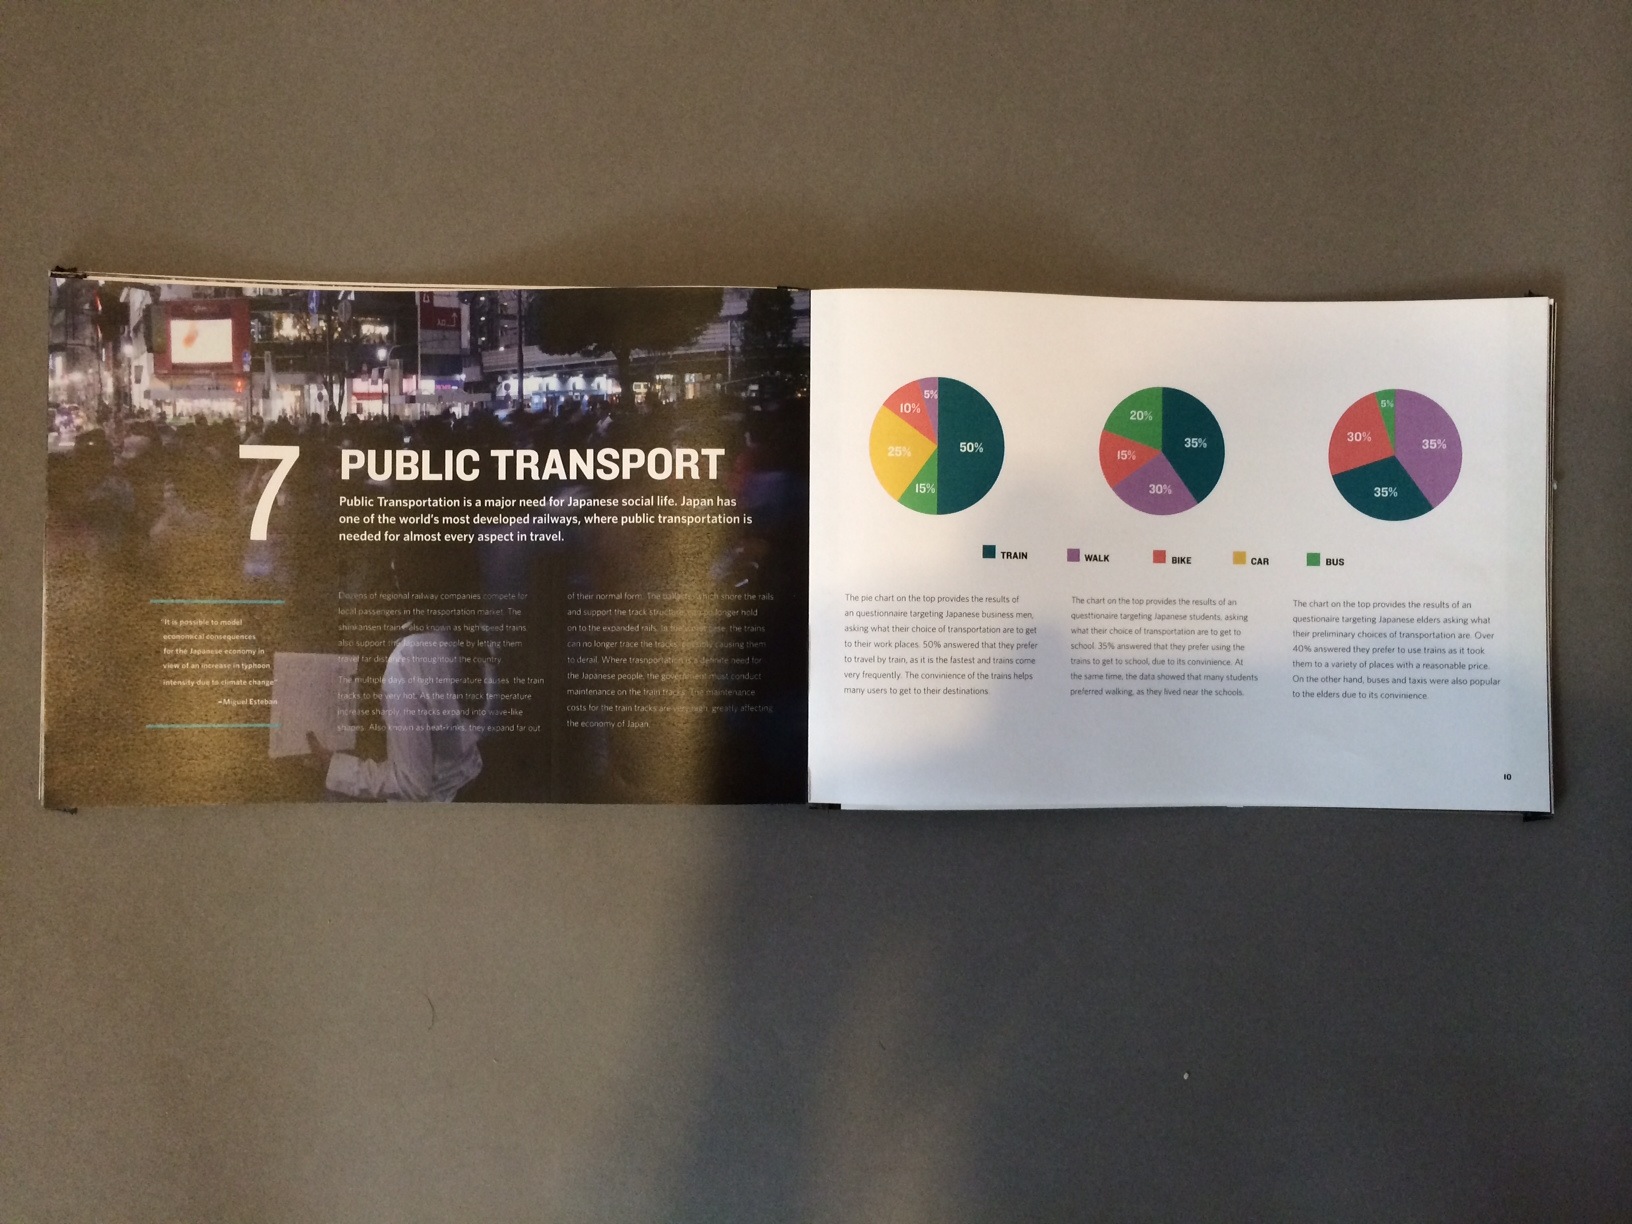 7
PUBLIC TRANSPORT
Public Transportation is a major need for Japanese social life. Japan has
one of the world's most developed railways, where public transportation is
needed for almost every aspect in travel.
"It is possible to model
economical consequences
for the Japanese economy in
view of an increase in typhoon
intensity due to climate change"
-Miguel Esteban
Dozens of regional railway companies compete for
local passengers in the trasportation market. The
shinkansen trains also known as high speed trains
also support the Japanese people by letting them
travel far distances throughout the country.
The multiple days of high temperature causes the train
tracks to be very hot. As the train track temperature
increase sharply, the tracks expand into wave-like
shapes. Also known as heat-kinks, they expand far out
of their normal form. The ballasts which shore the rails
and support the track structure, no longer hold
on to the expanded rails. In the worst case, the trains
can no longer trace the tracks, possibly causing them
to derail. Where trasnportation is a definite need for
the Japanese people, the government must conduct
maintenance on the train tracks. The maintenance
costs for the train tracks are very high, greatly affecting
the economy of Japan.
50%
15%
25%
10%
5%
35%
30%
15%
20%
35%
35%
30%
5%
TRAIN
WALK
BIKE
CAR
BUS
The pie chart on the top provides the results of
an questionnaire targeting Japanese business men,
asking what their choice of transportation are to get
to their work places. 50% answered that they prefer
to travel by train, as it is the fastest and trains come
very frequently. The convinience of the trains helps
many users to get to their destinations.
The chart on the top provides the results of an
questionaire targeting Japanese students, asking
what their choice of transportation are to get to
school. 35% answered that they prefer using the
trains to get to school, due to its convinience. At
the same time, the data showed that many students
preferred walking, as they lived near the schools.
The chart on the top provides the results of an
questionaire targeting Japanese elders asking what
their preliminary choices of transportation are. Over
40% answered they prefer to use trains as it took
them to a variety of places with a reasonable price.
On the other hand, buses and taxis were also popular
to the elders due to its convinience.
10